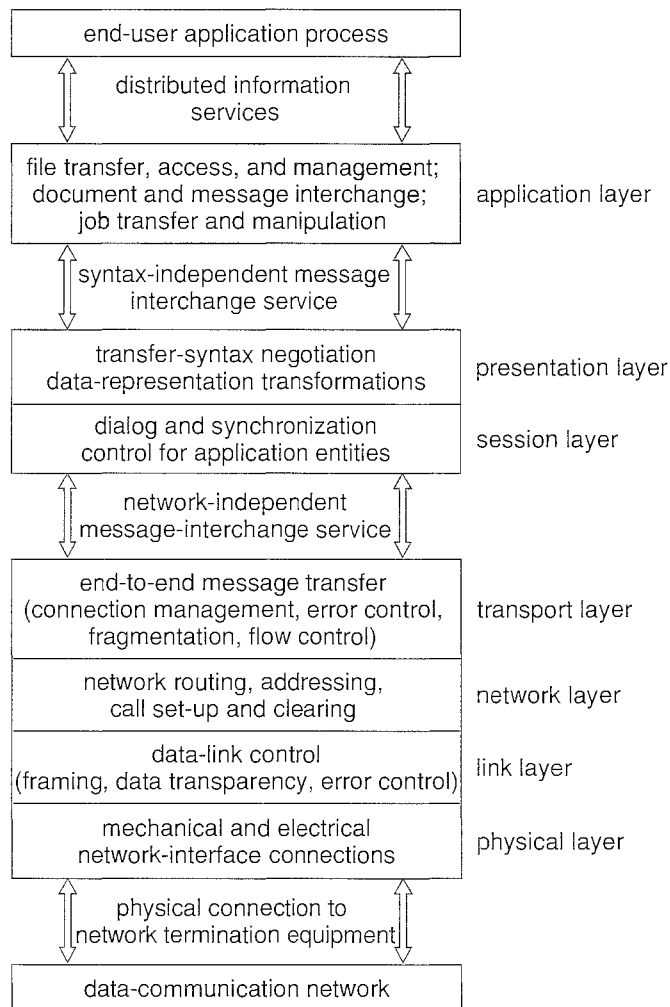 end-user application process
distributed information
services
file transfer, access, and management;
document and message interchange;
job transfer and manipulation
application layer
syntax-independent message
interchange service
transfer-syntax negotiation
data-representation transformations
presentation layer
dialog and synchronization
control for application entities
session layer
network-independent
message-interchange service
end-to-end message transfer
(connection management, error control,
fragmentation, flow control)
transport layer
network routing, addressing,
call set-up and clearing
network layer
data-link control
(framing, data transparency, error control)
link layer
mechanical and electrical
network-interface connections
physical layer
physical connection to
network termination equipment
data-communication network